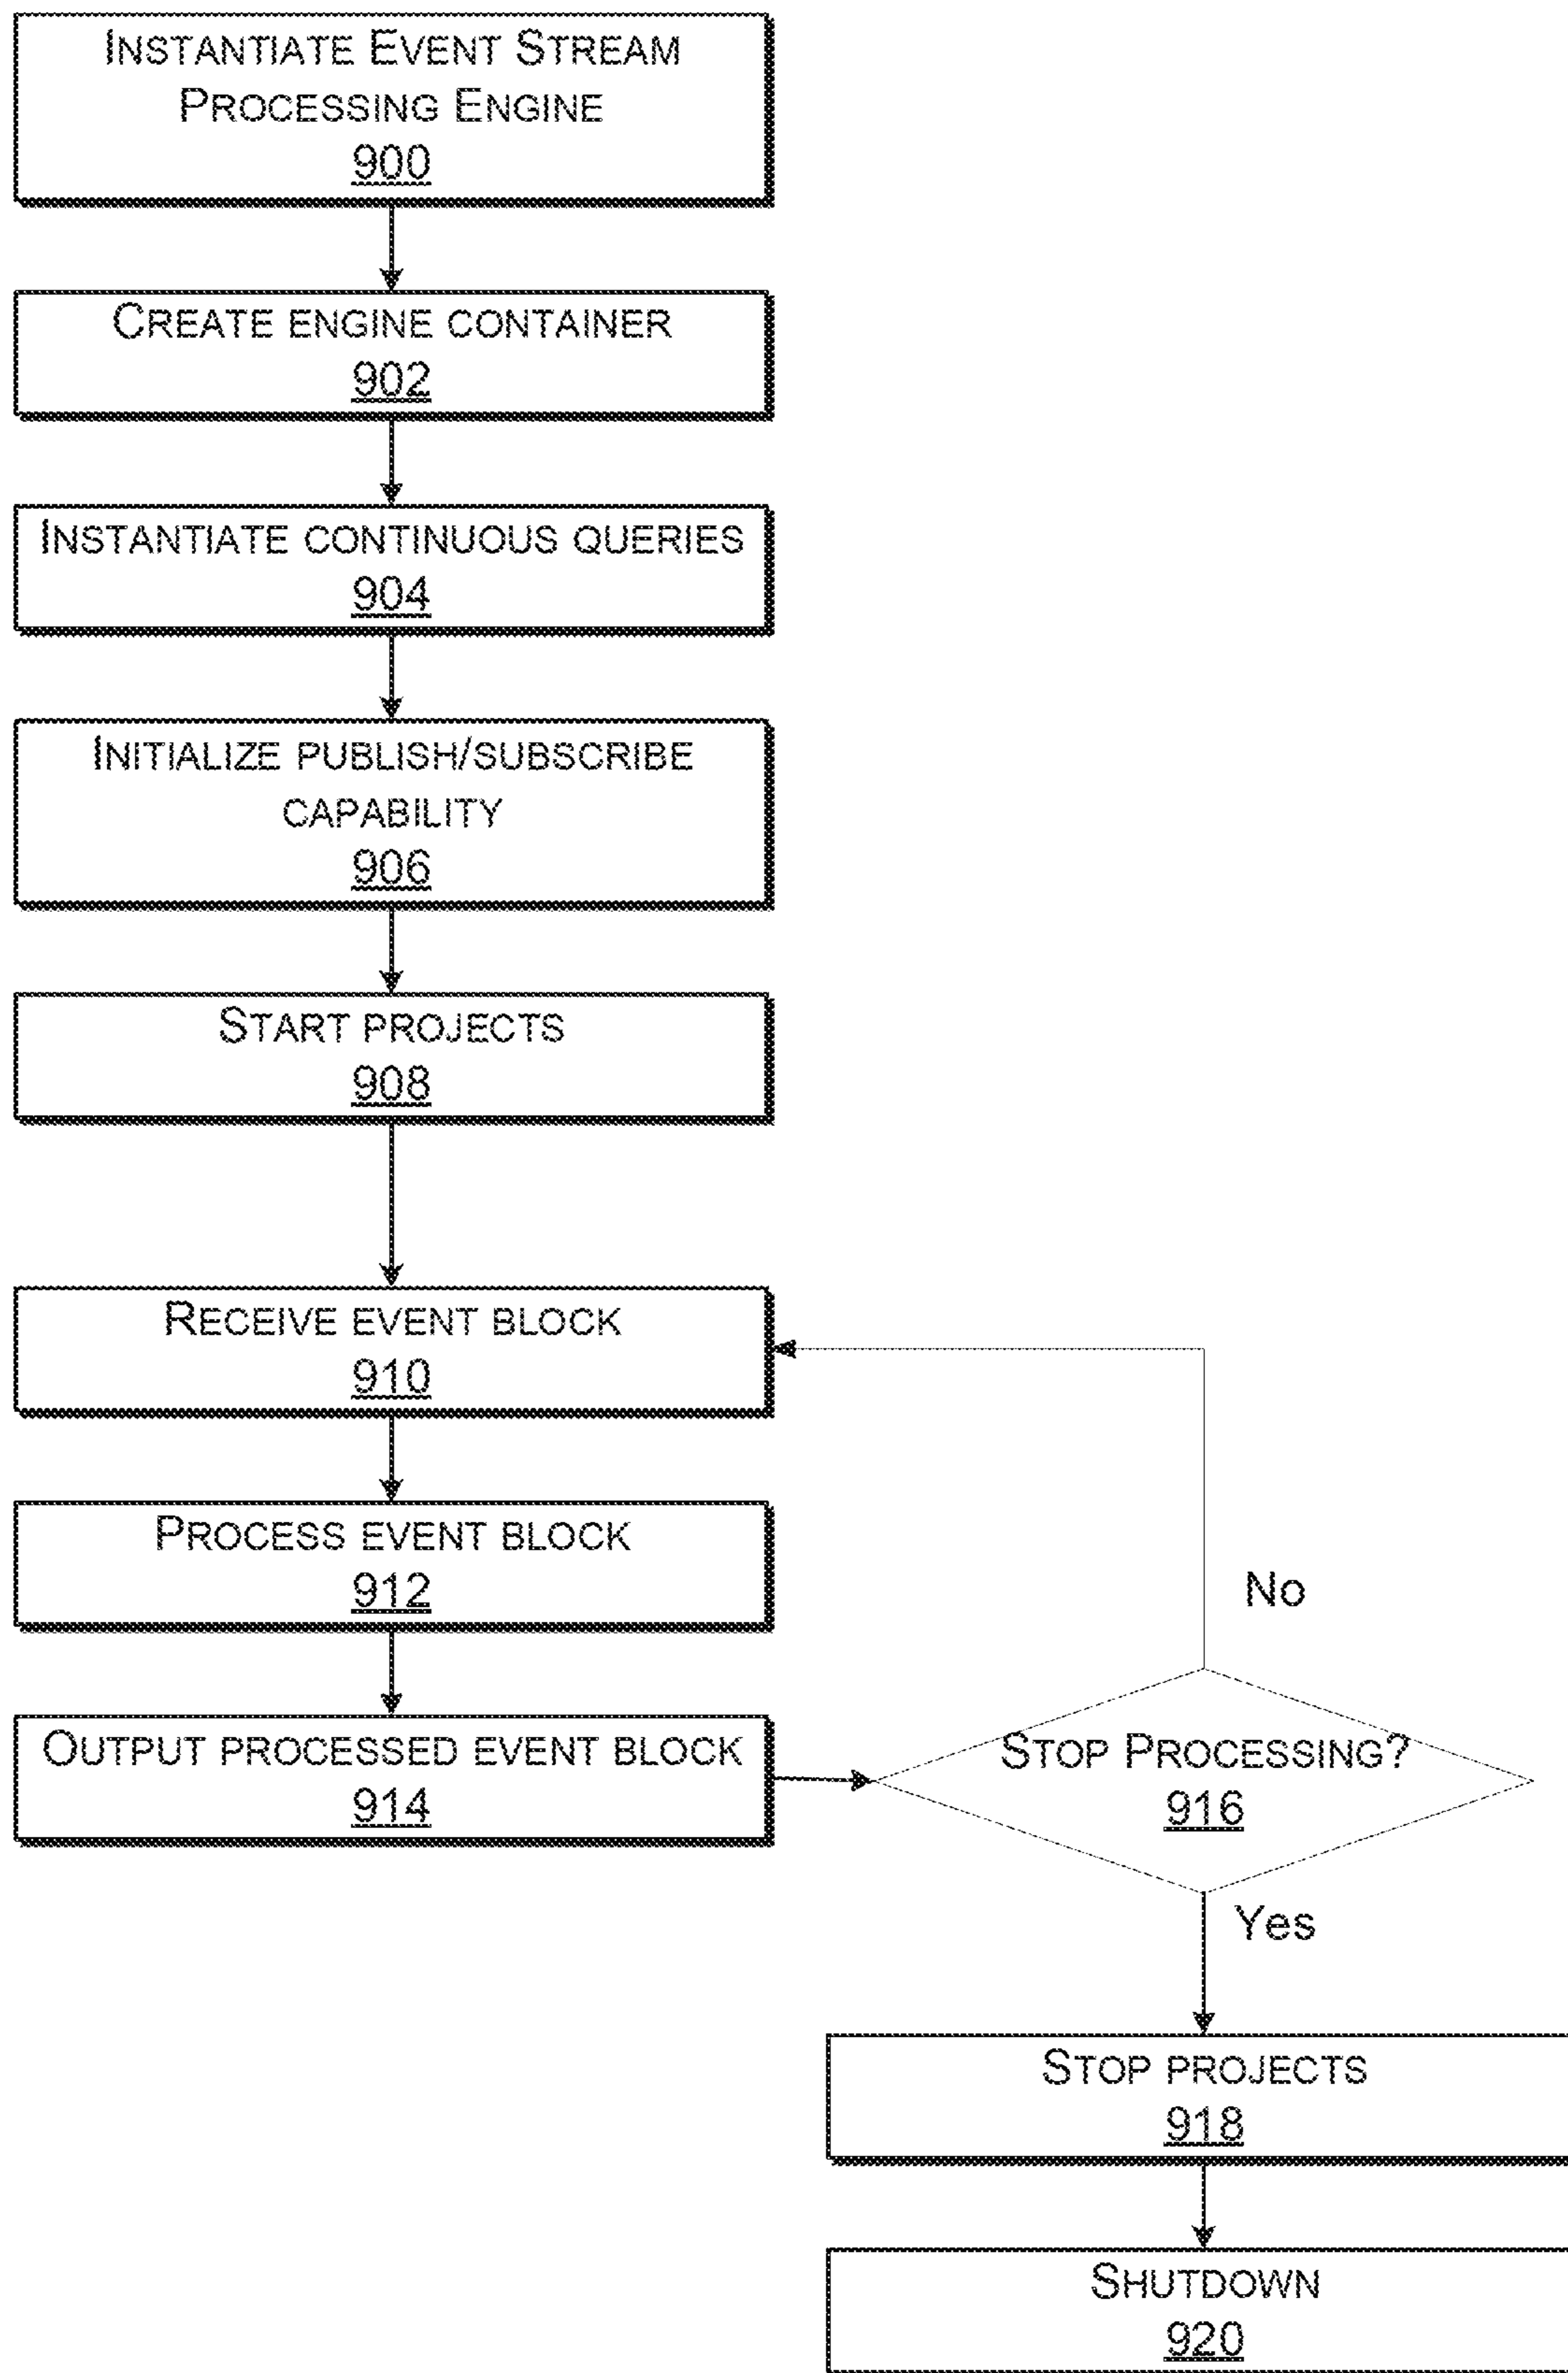 INSTANTIATE EVENT STREAM
PROCESSING ENGINE
900
CREATE ENGINE CONTAINER
902
INSTANTIATE CONTINUOUS QUERIES
904
INITIALIZE PUBLISH/SUBSCRIBE
CAPABILITY
906
START PROJECTS
908
RECEIVE EVENT BLOCK
910
PROCESS EVENT BLOCK
912
No
OUTPUT PROCESSED EVENT BLOCK
914
STOP PROCESSING?
916
Yes
STOP PROJECTS
918
SHUTDOWN
920